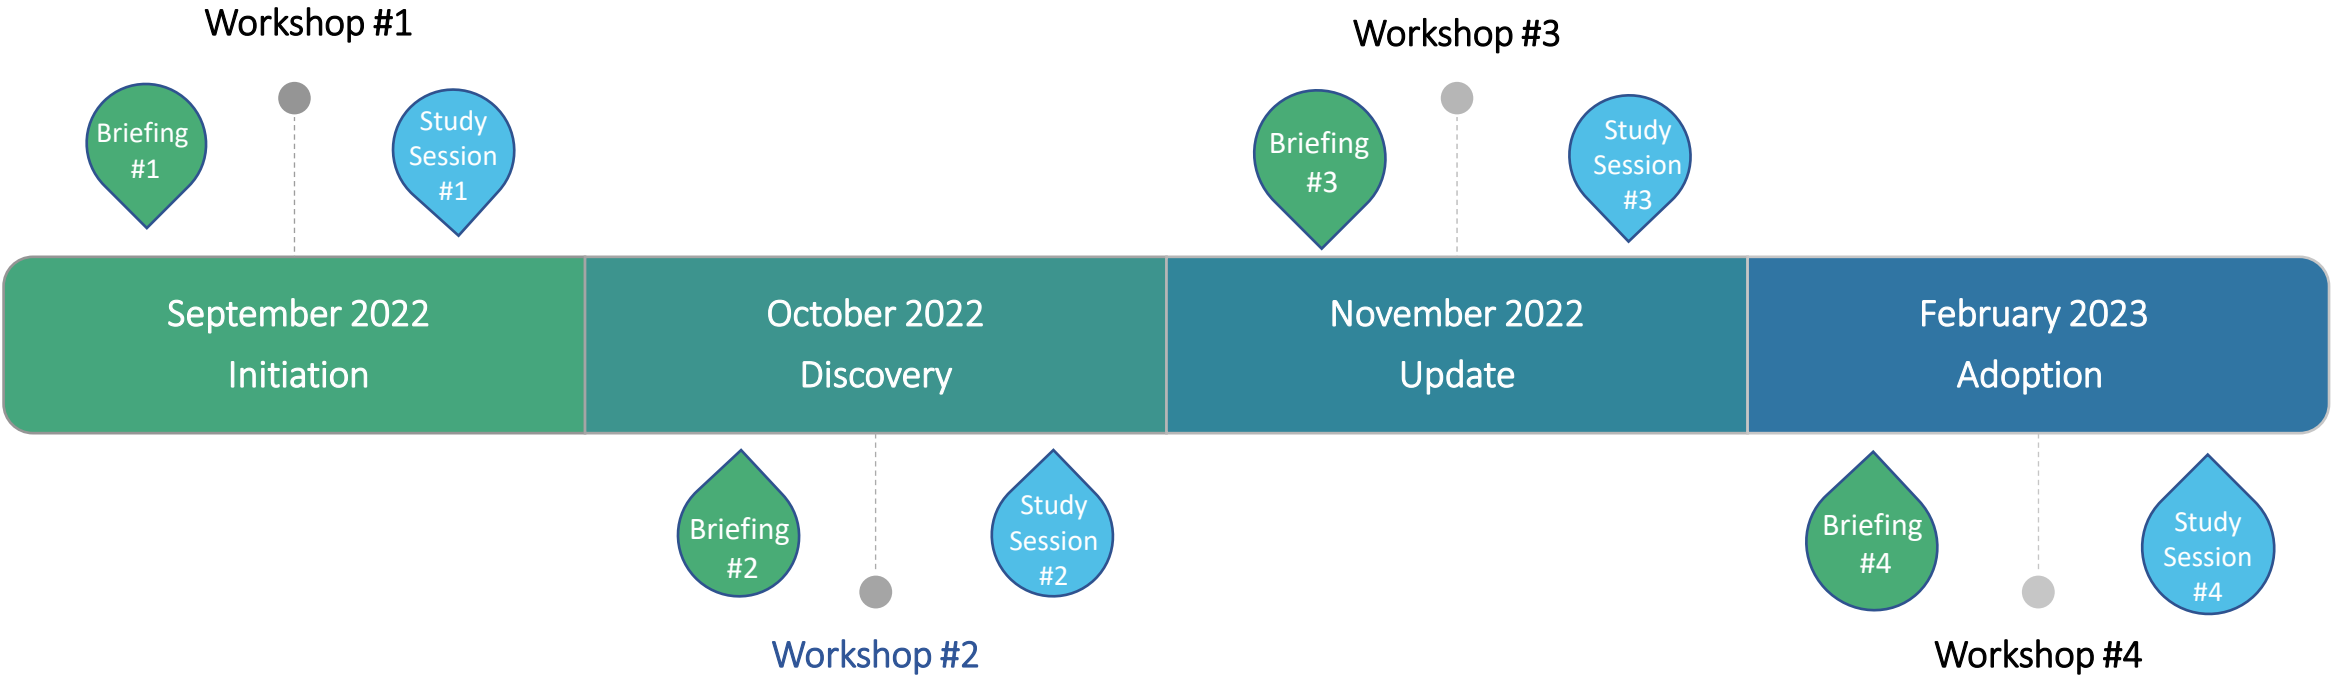 Workshop #1
Workshop #3
Briefing
#1
Study
Session
#1
Briefing
#3
Study
Session
#3
September 2022
Initiation
October 2022
Discovery
November 2022
Update
February 2023
Adoption
Briefing
#2
Study
Session
#2
Briefing
#4
Study
Session
#4
Workshop #2
Workshop #4